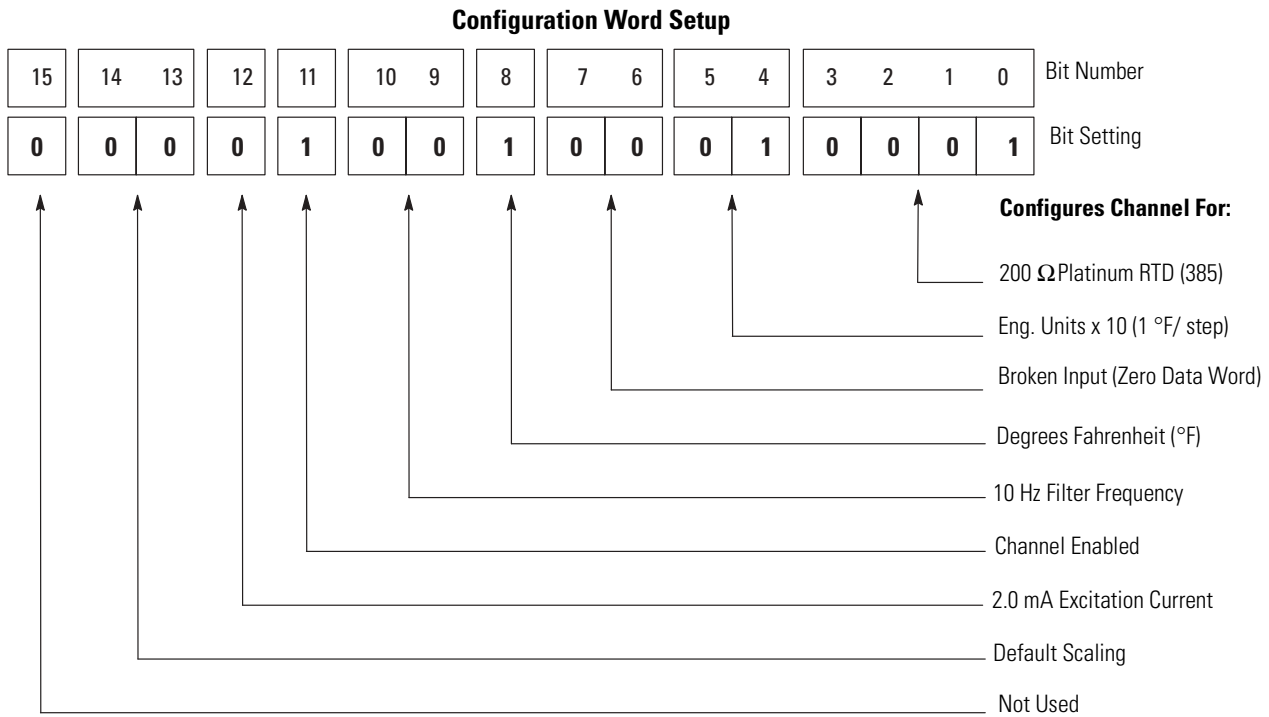 Configuration Word Setup
15 14 13 12 11 10 9 8 7 6 5 4 3 2 1 0 Bit Number
0 0 0 0 1 0 0 1 0 0 0 1 0 0 0 1 Bit Setting
Configures Channel For:
200 Ω Platinum RTD (385)
Eng. Units x 10 (1 °F/ step)
Broken Input (Zero Data Word)
Degrees Fahrenheit (°F)
10 Hz Filter Frequency
Channel Enabled
2.0 mA Excitation Current
Default Scaling
Not Used